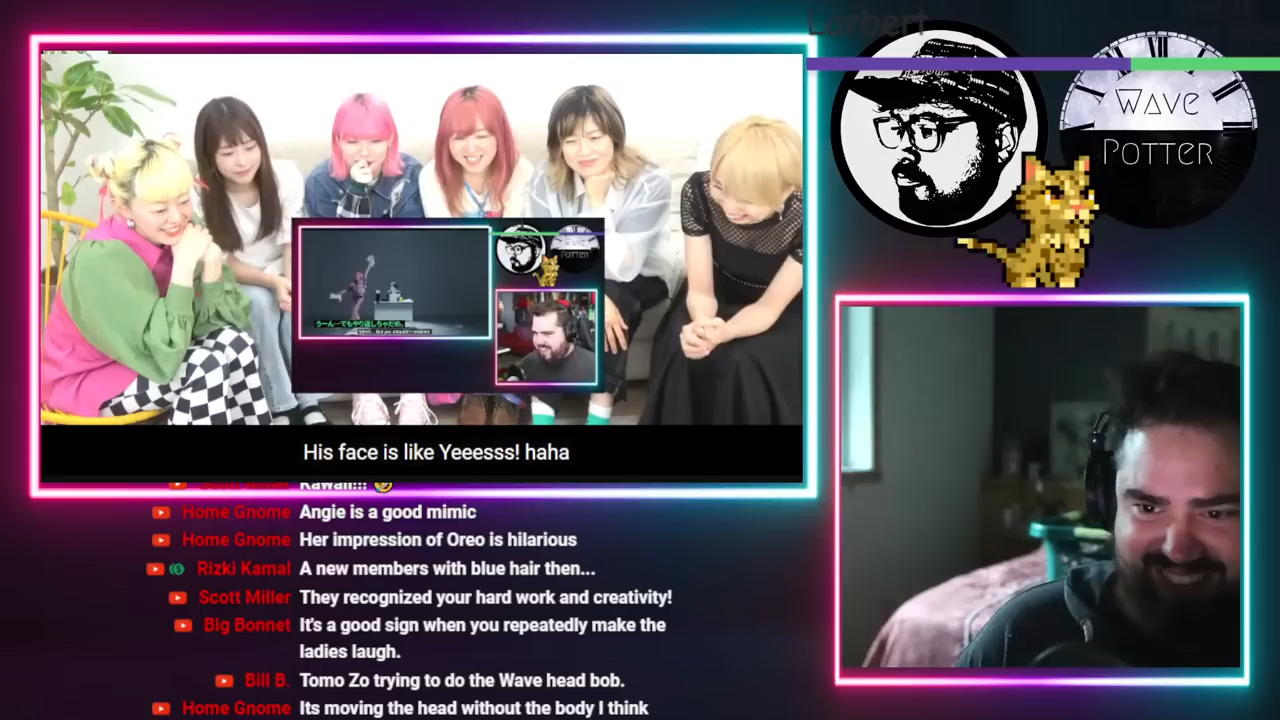 Lorbert
WAVE
POTTER
POTTER
うーん…でもやり返しちゃだめ。
His face is like Yeeesss! haha
Kawaii!!!
Home Gnome Angie is a good mimic
Home Gnome Her impression of Oreo is hilarious
Rizki Kamal A new members with blue hair then...
Scott Miller They recognized your hard work and creativity!
Big Bonnet It's a good sign when you repeatedly make the
ladies laugh.
Bill B. Tomo Zo trying to do the Wave head bob.
Home Gnome Its moving the head without the body I think